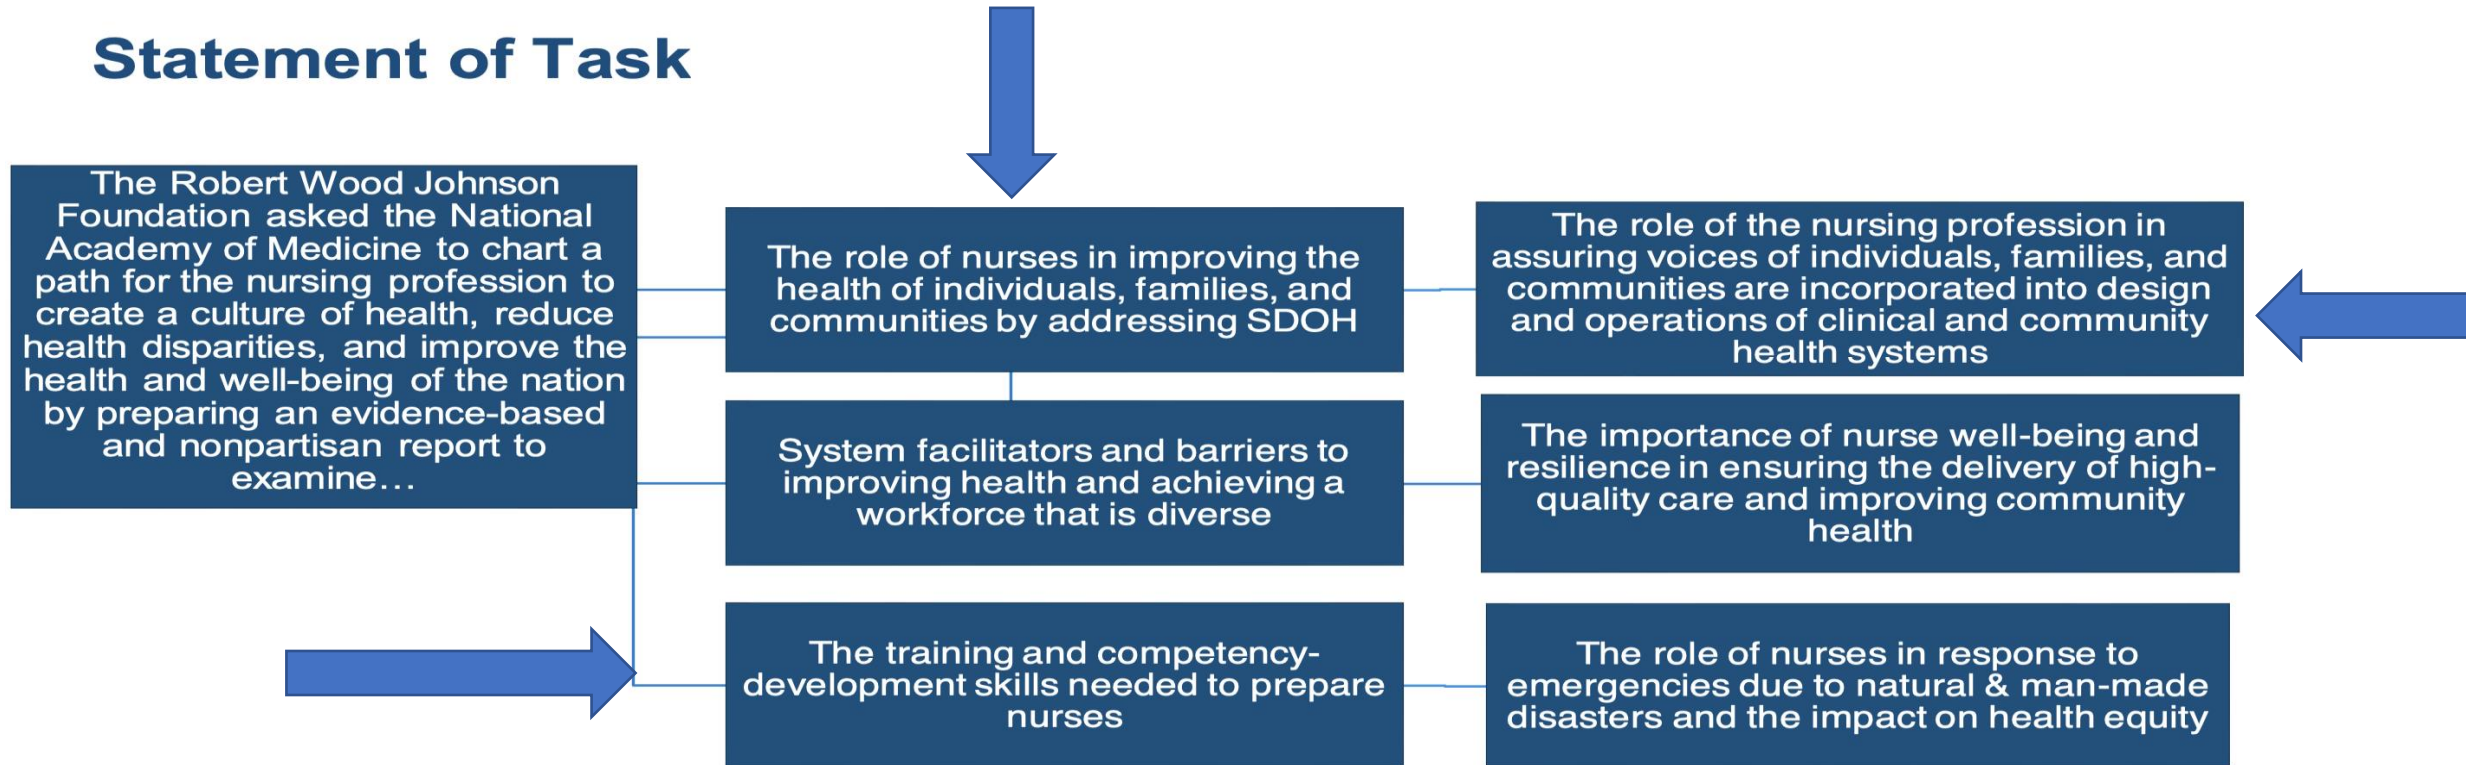 Statement of Task
The Robert Wood Johnson
Foundation asked the National
Academy of Medicine to chart a
path for the nursing profession to
create a culture of health, reduce
health disparities, and improve the
health and well-being of the nation
by preparing an evidence-based
and nonpartisan report to
examine…
The role of nurses in improving the
health of individuals, families, and
communities by addressing SDOH
The role of the nursing profession in
assuring voices of individuals, families, and
communities are incorporated into design
and operations of clinical and community
health systems
System facilitators and barriers to
improving health and achieving a
workforce that is diverse
The importance of nurse well-being and
resilience in ensuring the delivery of high-
quality care and improving community
health
The training and competency-
development skills needed to prepare
nurses
The role of nurses in response to
emergencies due to natural & man-made
disasters and the impact on health equity